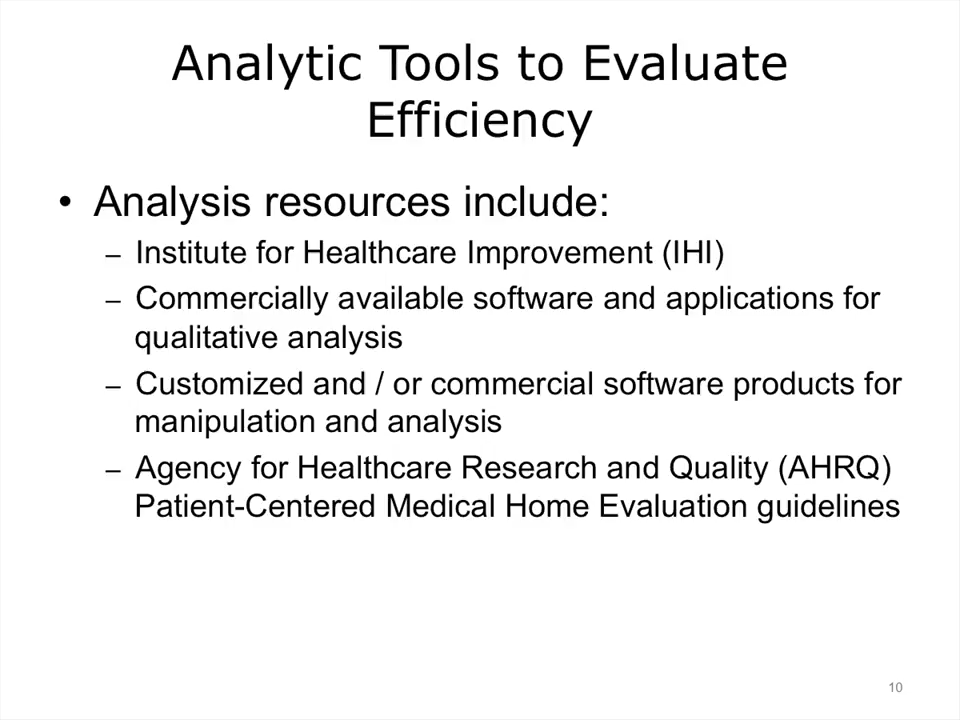 Analytic Tools to Evaluate
Efficiency
• Analysis resources include:
– Institute for Healthcare Improvement (IHI)
– Commercially available software and applications for
qualitative analysis
– Customized and / or commercial software products for
manipulation and analysis
– Agency for Healthcare Research and Quality (AHRQ)
Patient-Centered Medical Home Evaluation guidelines
10